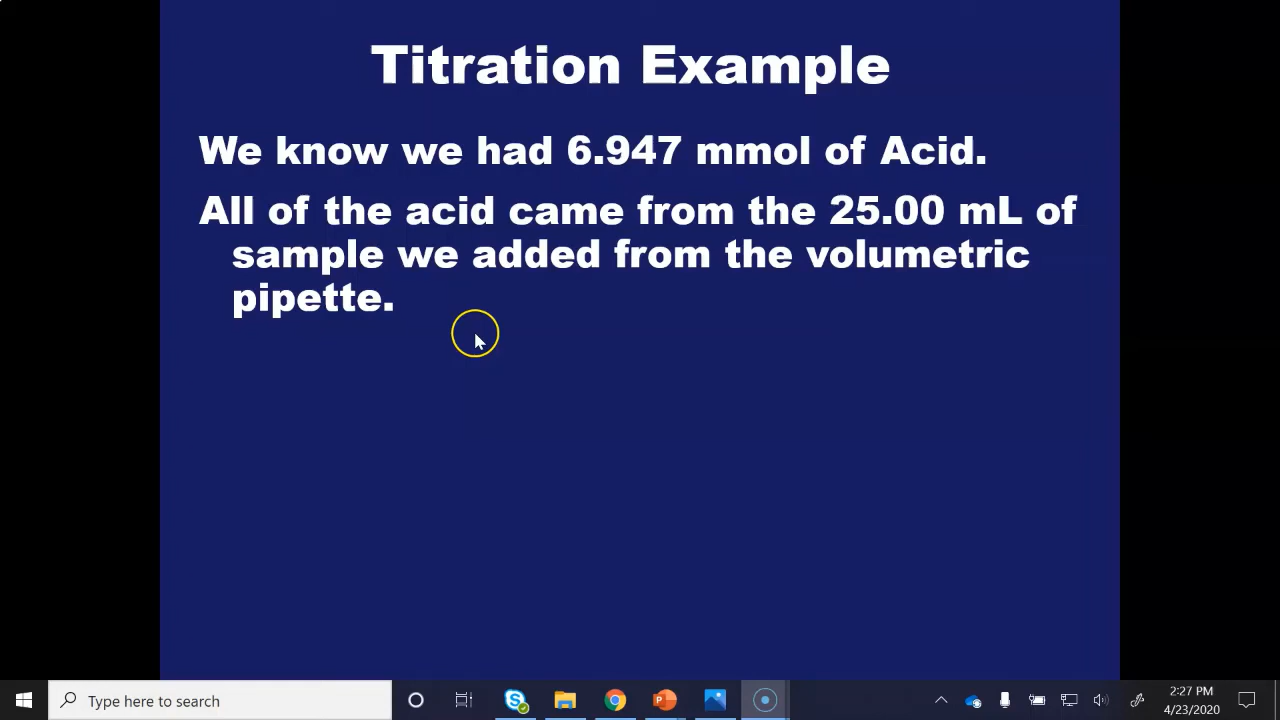 Titration Example
We know we had 6.947 mmol of Acid.
All of the acid came from the 25.00 mL of
sample we added from the volumetric
pipette.
Type here to search
2:27 PM
4/23/2020